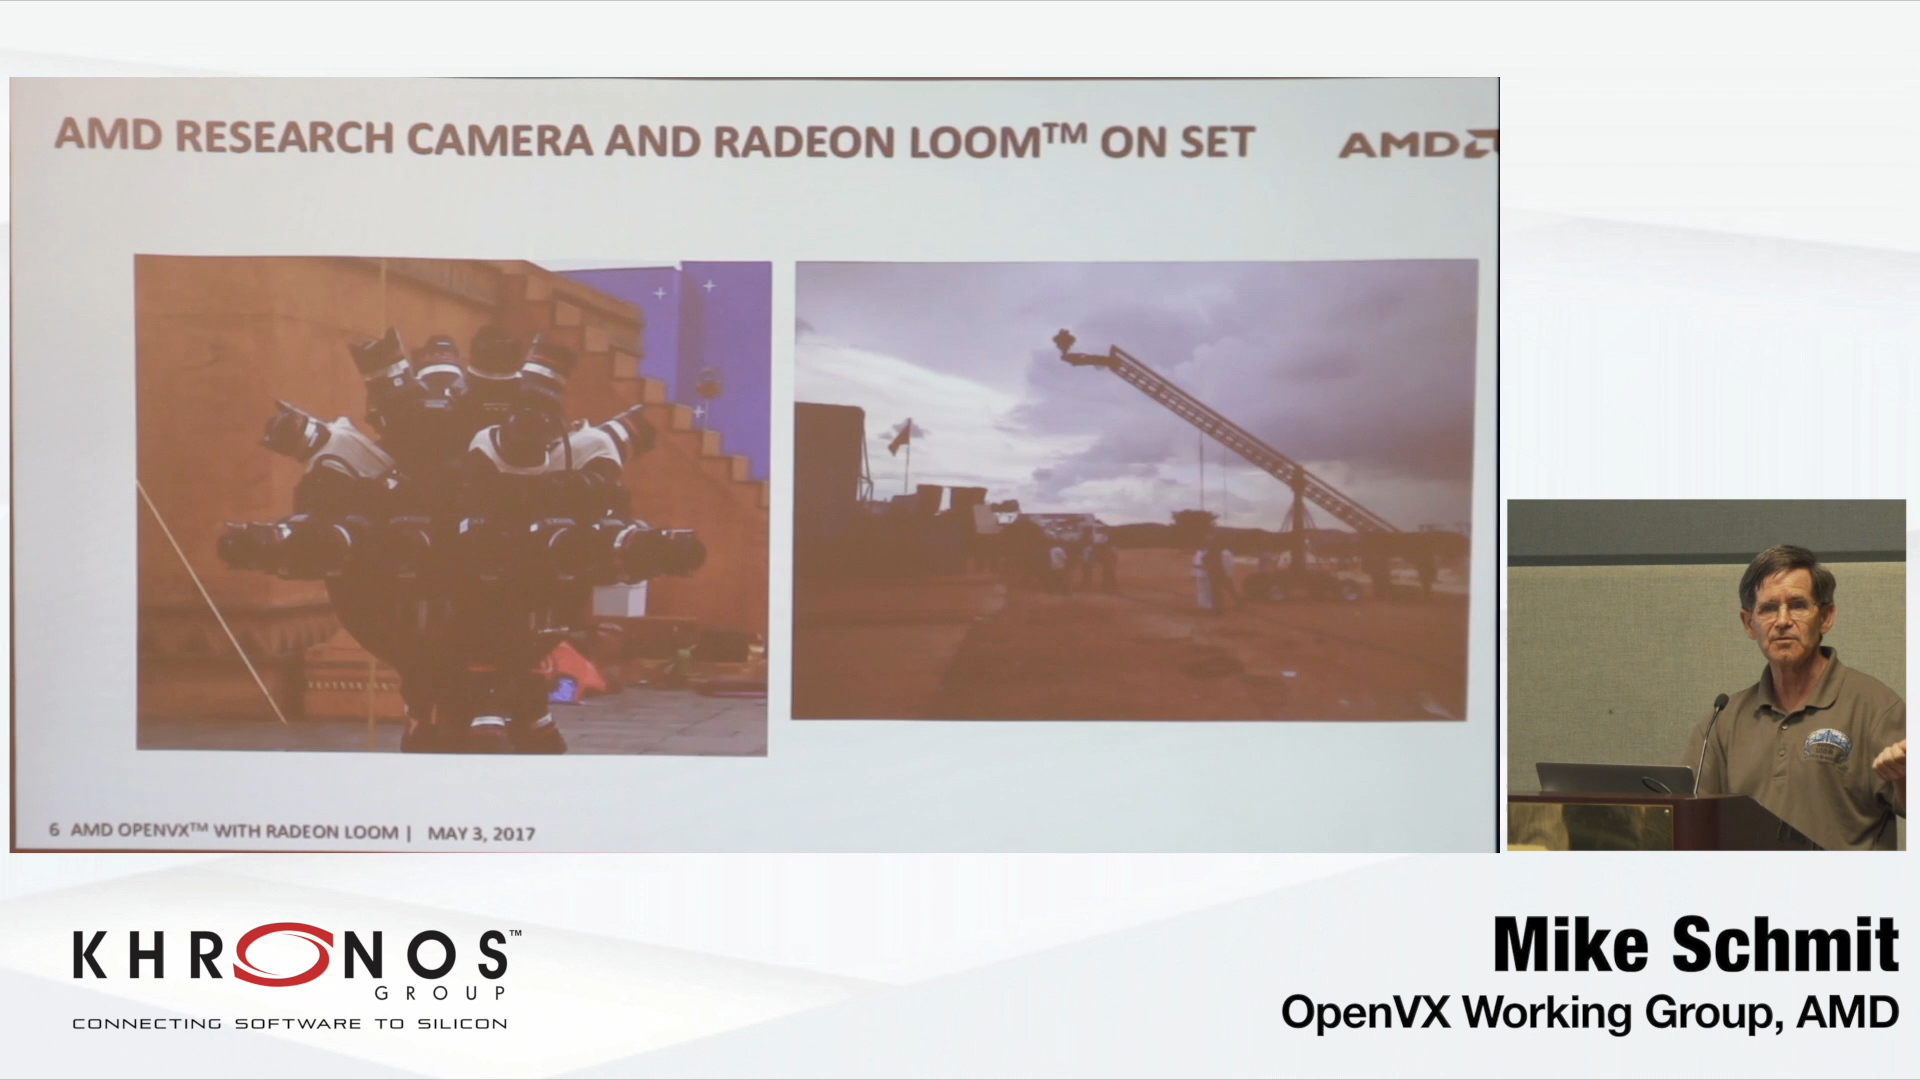 AMD RESEARCH CAMERA AND RADEON LOOM™ ON SET
AMD
6 AMD OPENVX™ WITH RADEON LOOM | MAY 3, 2017
KHRONOS™
GROUP
CONNECTING SOFTWARE TO SILICON
Mike Schmit
OpenVX Working Group, AMD